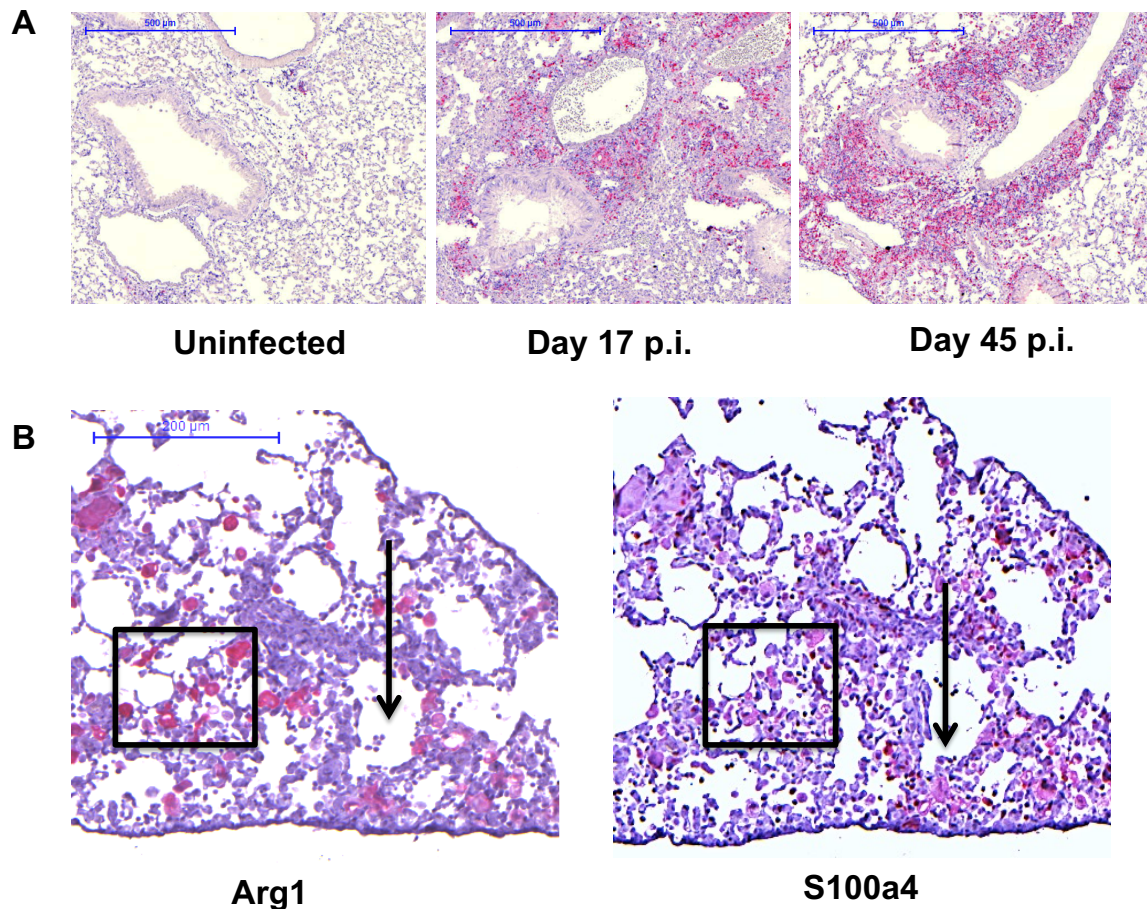 A
500 µm
500 µm
500 µm
Uninfected
Day 17 p.i.
Day 45 p.i.
B
200 µm
Arg1
S100a4